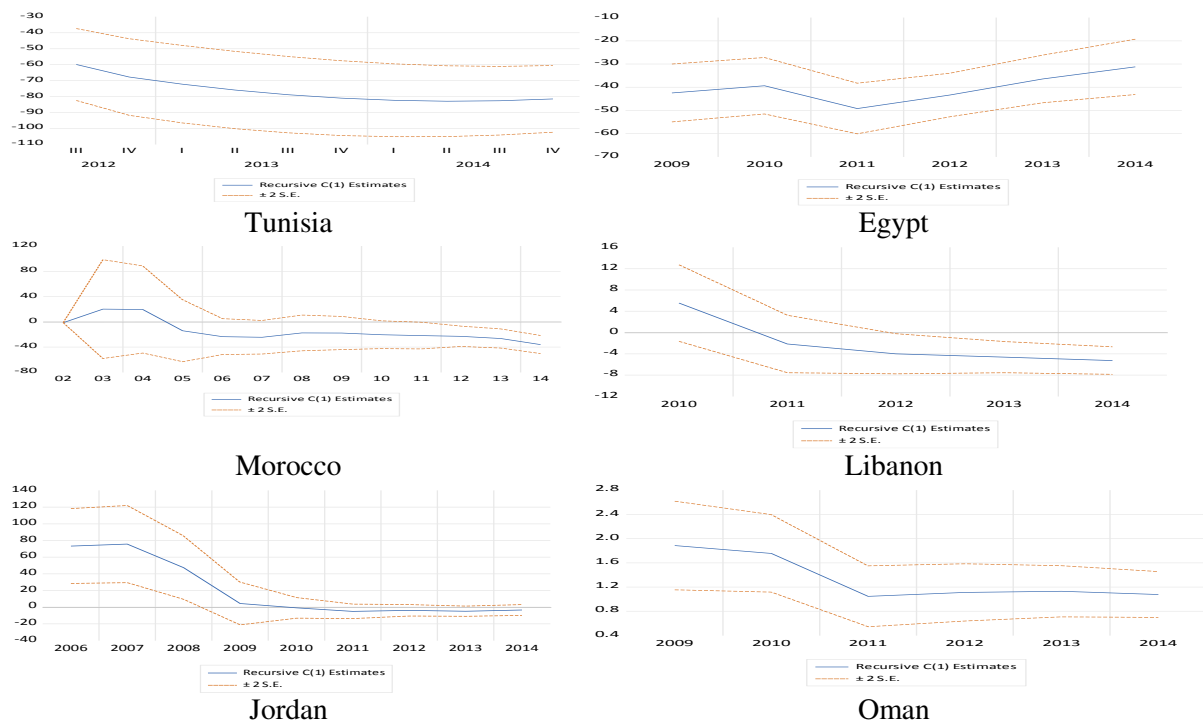 -30
-40
-50
-60
-70
-80
-90
-100
-110
III IV I II III IV I II III IV
2012 2013 2014
Recursive C(1) Estimates
± 2 S.E.
Tunisia
-10
-20
-30
-40
-50
-60
-70
2009 2010 2011 2012 2013 2014
Recursive C(1) Estimates
± 2 S.E.
Egypt
120
80
40
0
-40
-80
02 03 04 05 06 07 08 09 10 11 12 13 14
Recursive C(1) Estimates
± 2 S.E.
Morocco
16
12
8
4
0
-4
-8
-12
2010 2011 2012 2013 2014
Recursive C(1) Estimates
± 2 S.E.
Libanon
140
120
100
80
60
40
20
0
-20
-40
2006 2007 2008 2009 2010 2011 2012 2013 2014
Recursive C(1) Estimates
± 2 S.E.
Jordan
2.8
2.4
2.0
1.6
1.2
0.8
0.4
2009 2010 2011 2012 2013 2014
Recursive C(1) Estimates
± 2 S.E.
Oman